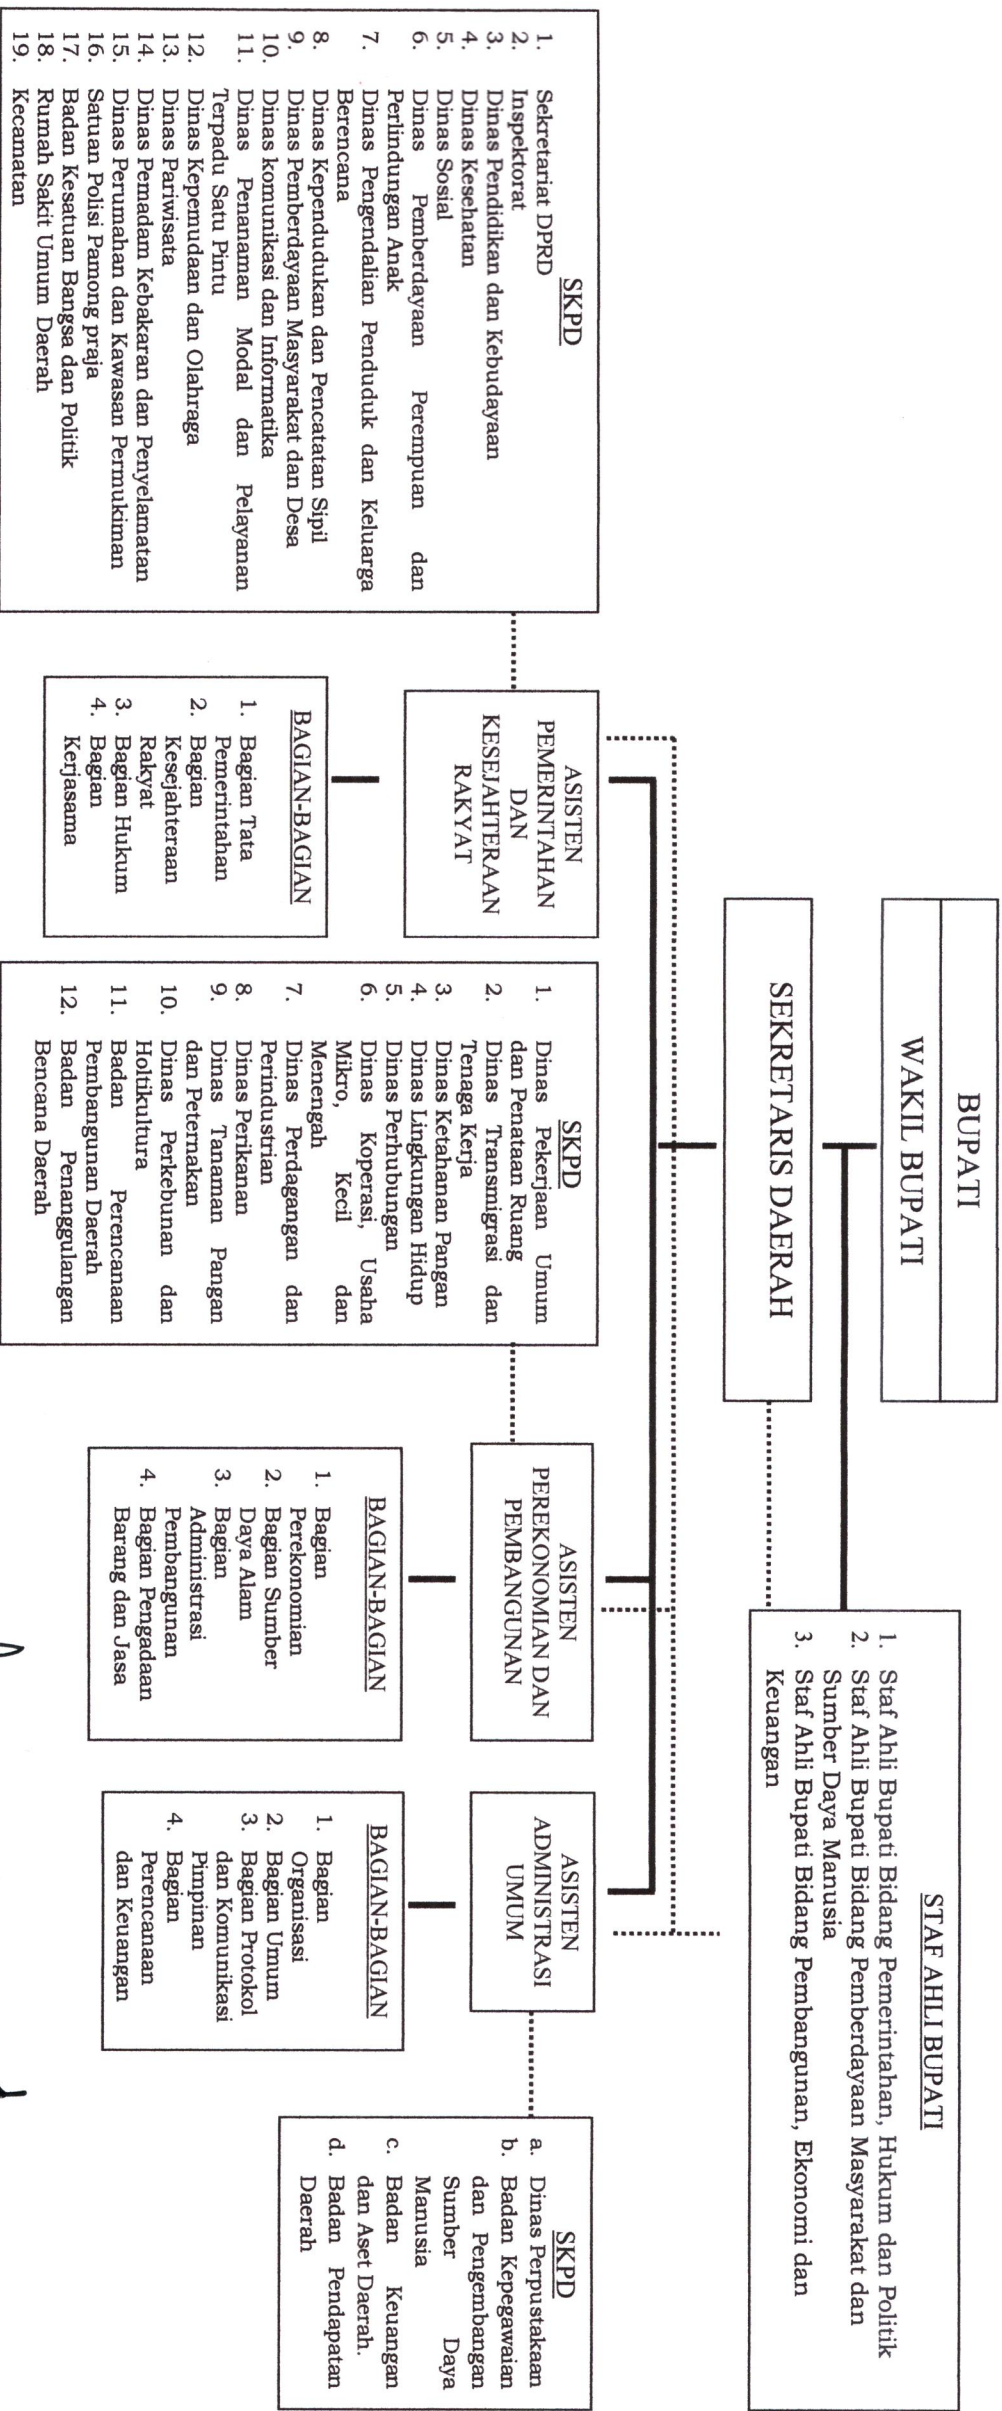 BUPATI
WAKIL BUPATI
SEKRETARIS DAERAH
STAF AHLI BUPATI
1. Staf Ahli Bupati Bidang Pemerintahan, Hukum dan Politik
2. Staf Ahli Bupati Bidang Pemberdayaan Masyarakat dan
Sumber Daya Manusia
3. Staf Ahli Bupati Bidang Pembangunan, Ekonomi dan
Keuangan
SKPD
1. Sekretariat DPRD
2. Inspektorat
3. Dinas Pendidikan dan Kebudayaan
4. Dinas Kesehatan
5. Dinas Sosial
6. Dinas Pemberdayaan Perempuan dan
Perlindungan Anak
7. Dinas Pengendalian Penduduk dan Keluarga
Berencana
8. Dinas Kependudukan dan Pencatatan Sipil
9. Dinas Pemberdayaan Masyarakat dan Desa
10. Dinas komunikasi dan Informatika
11. Dinas Penanaman Modal dan Pelayanan
Terpadu Satu Pintu
12. Dinas Kepemudaan dan Olahraga
13. Dinas Pariwisata
14. Dinas Pemadam Kebakaran dan Penyelamatan
15. Dinas Perumahan dan Kawasan Permukiman
16. Satuan Polisi Pamong praja
17. Badan Kesatuan Bangsa dan Politik
18. Rumah Sakit Umum Daerah
19. Kecamatan
ASISTEN
PEMERINTAHAN
DAN
KESEJAHTERAAN
RAKYAT
BAGIAN-BAGIAN
1. Bagian Tata
Pemerintahan
2. Bagian
Kesejahteraan
Rakyat
3. Bagian Hukum
4. Bagian
Kerjasama
SKPD
1. Dinas Pekerjaan Umum
dan Penataan Ruang
2. Dinas Transmigrasi dan
Tenaga Kerja
3. Dinas Ketahanan Pangan
4. Dinas Lingkungan Hidup
5. Dinas Perhubungan
6. Dinas Koperasi, Usaha
Mikro, Kecil dan
Menengah
7. Dinas Perdagangan dan
Perindustrian
8. Dinas Perikanan
9. Dinas Tanaman Pangan
dan Peternakan
10. Dinas Perkebunan dan
Holtikultura
11. Badan Perencanaan
Pembangunan Daerah
12. Badan Penanggulangan
Bencana Daerah
ASISTEN
PEREKONOMIAN DAN
PEMBANGUNAN
BAGIAN-BAGIAN
1. Bagian
Perekonomian
2. Bagian Sumber
Daya Alam
3. Bagian
Administrasi
Pembangunan
4. Bagian Pengadaan
Barang dan Jasa
ASISTEN
ADMINISTRASI
UMUM
BAGIAN-BAGIAN
1. Bagian
Organisasi
2. Bagian Umum
3. Bagian Protokol
dan Komunikasi
Pimpinan
4. Bagian
Perencanaan
dan Keuangan
SKPD
a. Dinas Perpustakaan
b. Badan Kepegawaian
dan Pengembangan
Sumber Daya
Manusia
c. Badan Keuangan
dan Aset Daerah.
d. Badan Pendapatan
Daerah